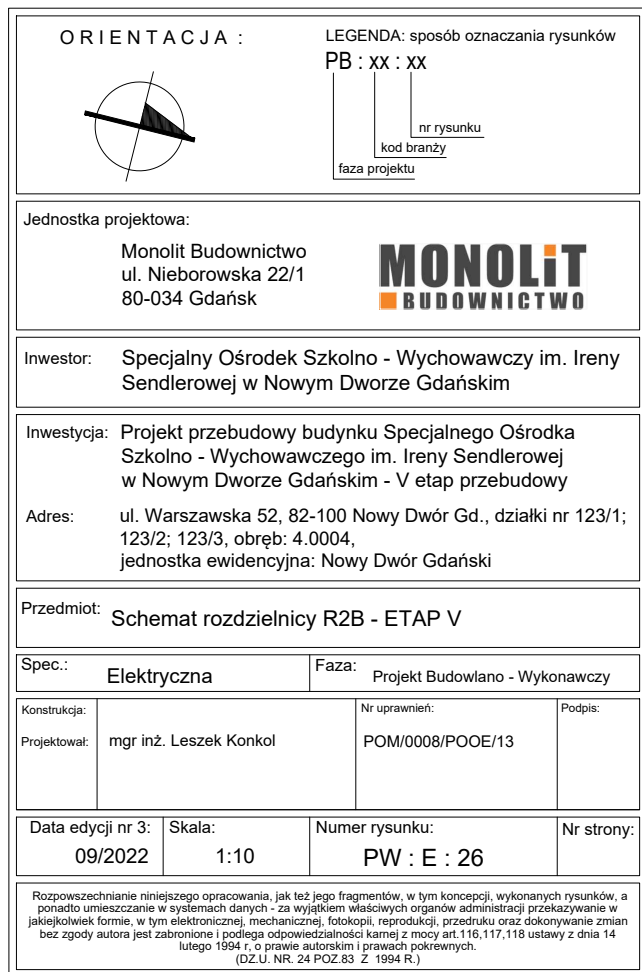 ORIENTACJA :
LEGENDA: sposób oznaczania rysunków
PB : xx : xx
nr rysunku
kod branży
faza projektu
Jednostka projektowa:
Monolit Budownictwo
ul. Nieborowska 22/1
80-034 Gdańsk
MONOLiT
BUDOWNICTWO
Inwestor: Specjalny Ośrodek Szkolno - Wychowawczy im. Ireny
Sendlerowej w Nowym Dworze Gdańskim
Inwestycja: Projekt przebudowy budynku Specjalnego Ośrodka
Szkolno - Wychowawczego im. Ireny Sendlerowej
w Nowym Dworze Gdańskim - V etap przebudowy
Adres: ul. Warszawska 52, 82-100 Nowy Dwór Gd., działki nr 123/1;
123/2; 123/3, obręb: 4.0004,
jednostka ewidencyjna: Nowy Dwór Gdański
Przedmiot: Schemat rozdzielnicy R2B - ETAP V
Spec.: Elektryczna Faza: Projekt Budowlano - Wykonawczy
Konstrukcja: Nr uprawnień: Podpis:
Projektował: mgr inż. Leszek Konkol POM/0008/POOE/13
Data edycji nr 3: Skala: Numer rysunku: Nr strony:
09/2022 1:10 PW : E : 26
Rozpowszechnianie niniejszego opracowania, jak też jego fragmentów, w tym koncepcji, wykonanych rysunków, a
ponadto umieszczanie w systemach danych - za wyjątkiem właściwych organów administracji przekazywanie w
jakiejkolwiek formie, w tym elektronicznej, mechanicznej, fotokopii, reprodukcji, przedruku oraz dokonywanie zmian
bez zgody autora jest zabronione i podlega odpowiedzialności karnej z mocy art.116,117,118 ustawy z dnia 14
lutego 1994 r, o prawie autorskim i prawach pokrewnych.
(DZ.U. NR. 24 POZ.83 Z 1994 R.)